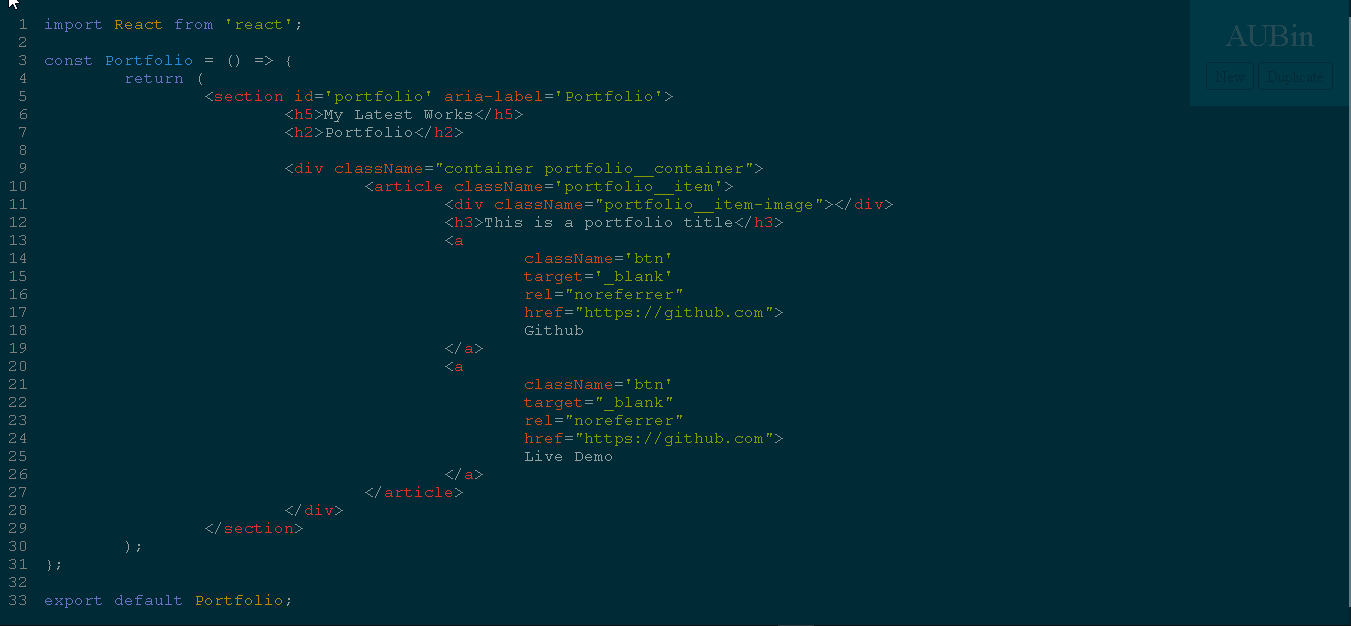 AUBin
New Duplicate
1 import React from 'react';
2
3 const Portfolio = () => {
4 return (
5 <section id='portfolio' aria-label='Portfolio'>
6 <h5>My Latest Works</h5>
7 <h2>Portfolio</h2>
8
9 <div className="container portfolio__container">
10 <article className='portfolio__item'>
11 <div className="portfolio__item-image"></div>
12 <h3>This is a portfolio title</h3>
13 <a
14 className='btn'
15 target='_blank'
16 rel="noreferrer"
17 href="https://github.com">
18 Github
19 </a>
20 <a
21 className='btn'
22 target="_blank"
23 rel="noreferrer"
24 href="https://github.com">
25 Live Demo
26 </a>
27 </article>
28 </div>
29 </section>
30 );
31 };
32
33 export default Portfolio;